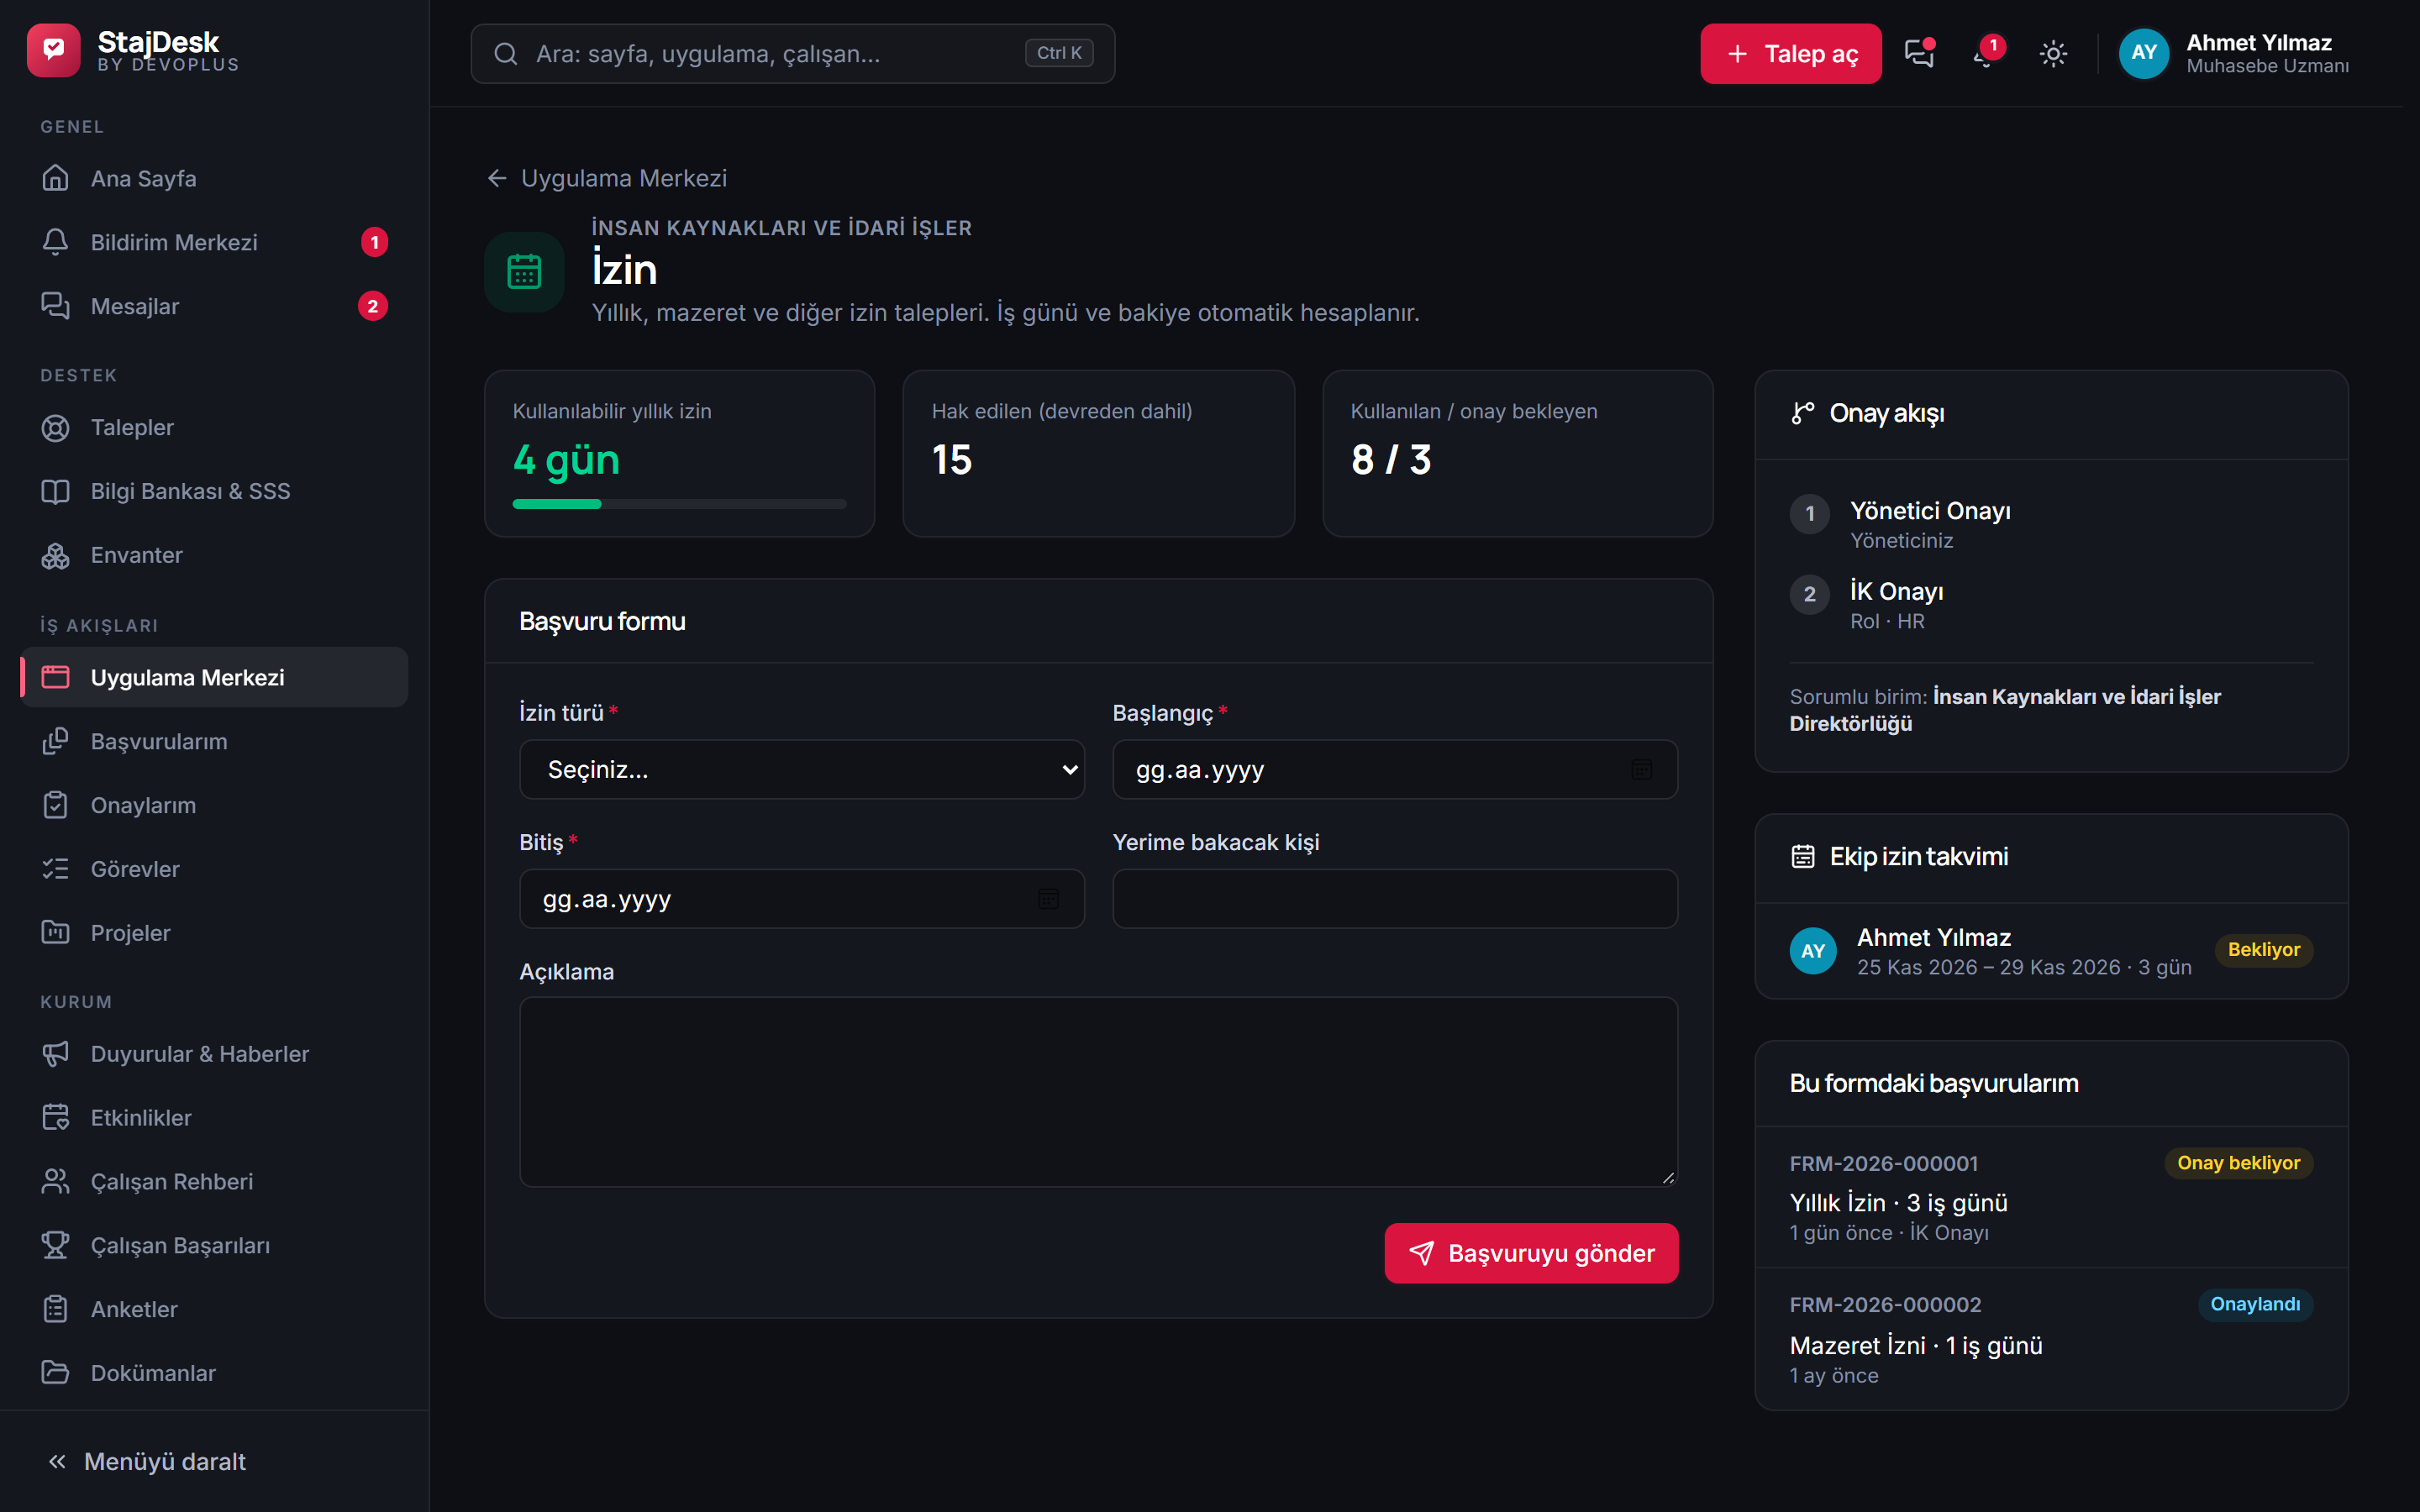 StajDesk
BY DEVOPLUS
GENEL
Ana Sayfa
Bildirim Merkezi 1
Mesajlar 2
DESTEK
Talepler
Bilgi Bankası & SSS
Envanter
İŞ AKIŞLARI
Uygulama Merkezi
Başvurularım
Onaylarım
Görevler
Projeler
KURUM
Duyurular & Haberler
Etkinlikler
Çalışan Rehberi
Çalışan Başarıları
Anketler
Dokümanlar
Menüyü daralt
Ara: sayfa, uygulama, çalışan... Ctrl K
Talep aç
1
AY
Ahmet Yılmaz
Muhasebe Uzmanı
Uygulama Merkezi
İNSAN KAYNAKLARI VE İDARİ İŞLER
İzin
Yıllık, mazeret ve diğer izin talepleri. İş günü ve bakiye otomatik hesaplanır.
Kullanılabilir yıllık izin
4 gün
Hak edilen (devreden dahil)
15
Kullanılan / onay bekleyen
8 / 3
Başvuru formu
İzin türü *
Seçiniz...
Başlangıç *
gg.aa.yyyy
Bitiş *
gg.aa.yyyy
Yerime bakacak kişi
Açıklama
Başvuruyu gönder
Onay akışı
1 Yönetici Onayı
Yöneticiniz
2 İK Onayı
Rol · HR
Sorumlu birim: İnsan Kaynakları ve İdari İşler
Direktörlüğü
Ekip izin takvimi
AY
Ahmet Yılmaz
25 Kas 2026 – 29 Kas 2026 · 3 gün
Bekliyor
Bu formdaki başvurularım
FRM-2026-000001 Onay bekliyor
Yıllık İzin · 3 iş günü
1 gün önce · İK Onayı
FRM-2026-000002 Onaylandı
Mazeret İzni · 1 iş günü
1 ay önce